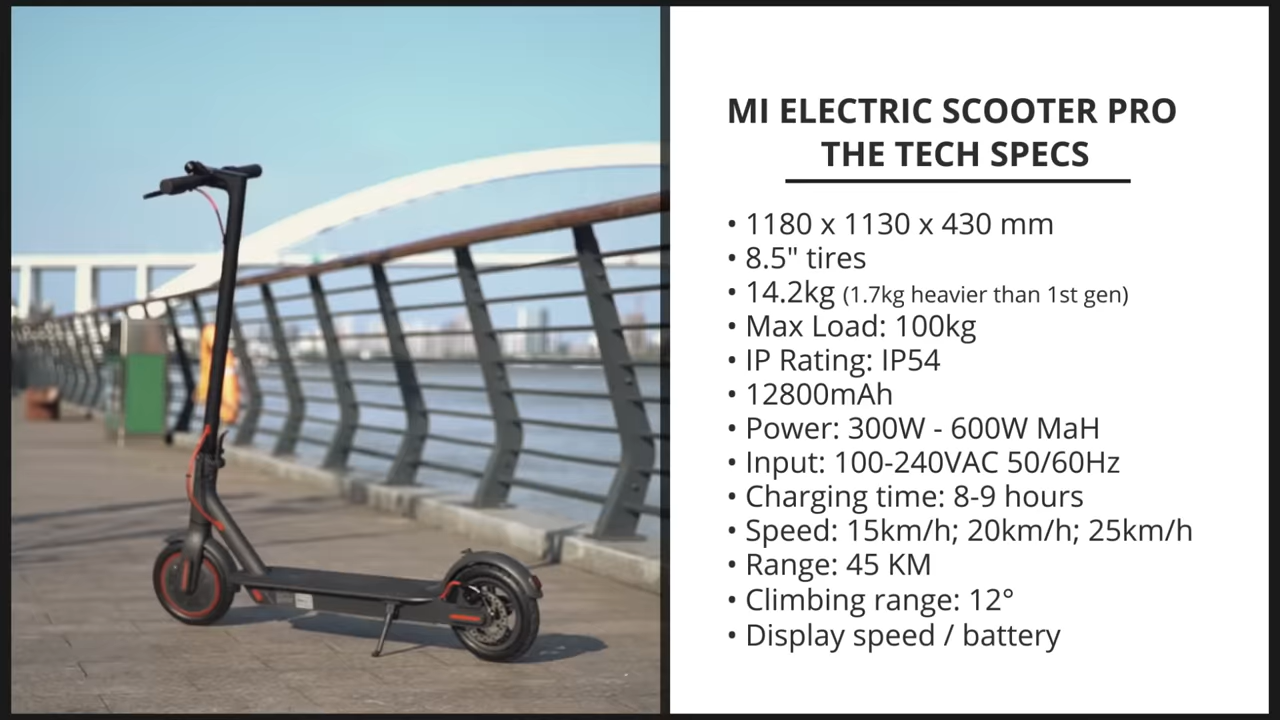 MI ELECTRIC SCOOTER PRO
THE TECH SPECS
• 1180 x 1130 x 430 mm
• 8.5" tires
• 14.2kg (1.7kg heavier than 1st gen)
• Max Load: 100kg
• IP Rating: IP54
• 12800mAh
• Power: 300W - 600W MaH
• Input: 100-240VAC 50/60Hz
• Charging time: 8-9 hours
• Speed: 15km/h; 20km/h; 25km/h
• Range: 45 KM
• Climbing range: 12°
• Display speed / battery